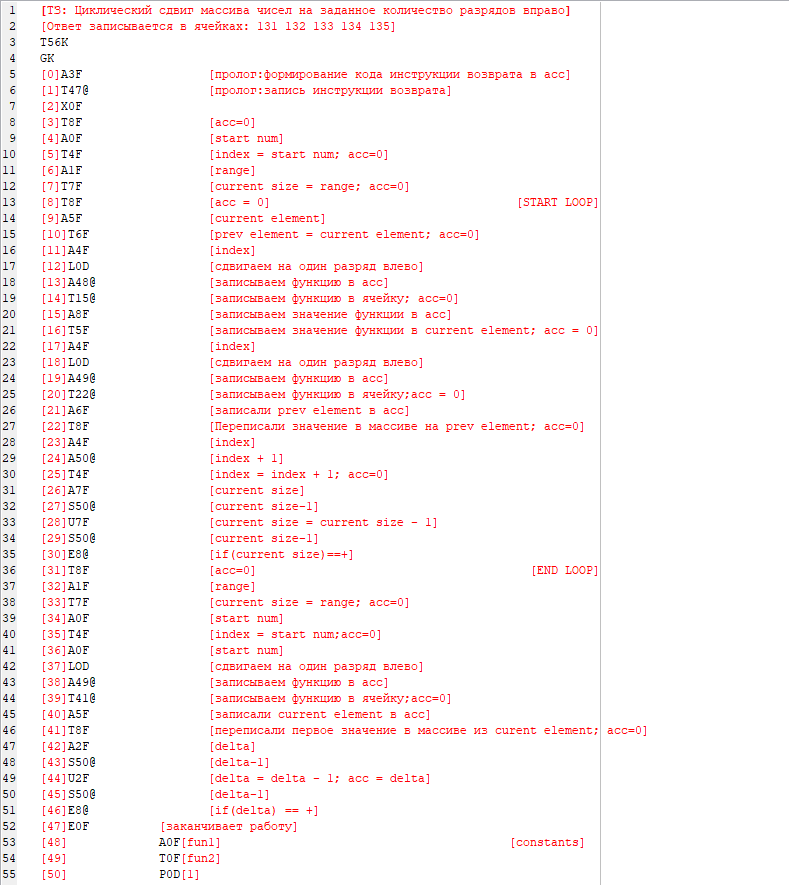 1 [ТЗ: Циклический сдвиг массива чисел на заданное количество разрядов вправо]
2 [Ответ записывается в ячейках: 131 132 133 134 135]
3 T56K
4 GK
5 [0]A3F [пролог:формирование кода инструкции возврата в acc]
6 [1]T47@ [пролог:запись инструкции возврата]
7 [2]X0F
8 [3]T8F [acc=0]
9 [4]A0F [start num]
10 [5]T4F [index = start num; acc=0]
11 [6]A1F [range]
12 [7]T7F [current size = range; acc=0]
13 [8]T8F [acc = 0] [START LOOP]
14 [9]A5F [current element]
15 [10]T6F [prev element = current element; acc=0]
16 [11]A4F [index]
17 [12]L0D [сдвигаем на один разряд влево]
18 [13]A48@ [записываем функцию в acc]
19 [14]T15@ [записываем функцию в ячейку; acc=0]
20 [15]A8F [записываем значение функции в acc]
21 [16]T5F [записываем значение функции в current element; acc = 0]
22 [17]A4F [index]
23 [18]L0D [сдвигаем на один разряд влево]
24 [19]A49@ [записываем функцию в acc]
25 [20]T22@ [записываем функцию в ячейку;acc = 0]
26 [21]A6F [записали prev element в acc]
27 [22]T8F [Переписали значение в массиве на prev element; acc=0]
28 [23]A4F [index]
29 [24]A50@ [index + 1]
30 [25]T4F [index = index + 1; acc=0]
31 [26]A7F [current size]
32 [27]S50@ [current size-1]
33 [28]U7F [current size = current size - 1]
34 [29]S50@ [current size-1]
35 [30]E8@ [if(current size)==+]
36 [31]T8F [acc=0] [END LOOP]
37 [32]A1F [range]
38 [33]T7F [current size = range; acc=0]
39 [34]A0F [start num]
40 [35]T4F [index = start num;acc=0]
41 [36]A0F [start num]
42 [37]L0D [сдвигаем на один разряд влево]
43 [38]A49@ [записываем функцию в acc]
44 [39]T41@ [записываем функцию в ячейку;acc=0]
45 [40]A5F [записали current element в acc]
46 [41]T8F [переписали первое значение в массиве из curent element; acc=0]
47 [42]A2F [delta]
48 [43]S50@ [delta-1]
49 [44]U2F [delta = delta - 1; acc = delta]
50 [45]S50@ [delta-1]
51 [46]E8@ [if(delta) == +]
52 [47]E0F [заканчивает работу]
53 [48] A0F[fun1] [constants]
54 [49] T0F[fun2]
55 [50] P0D[1]